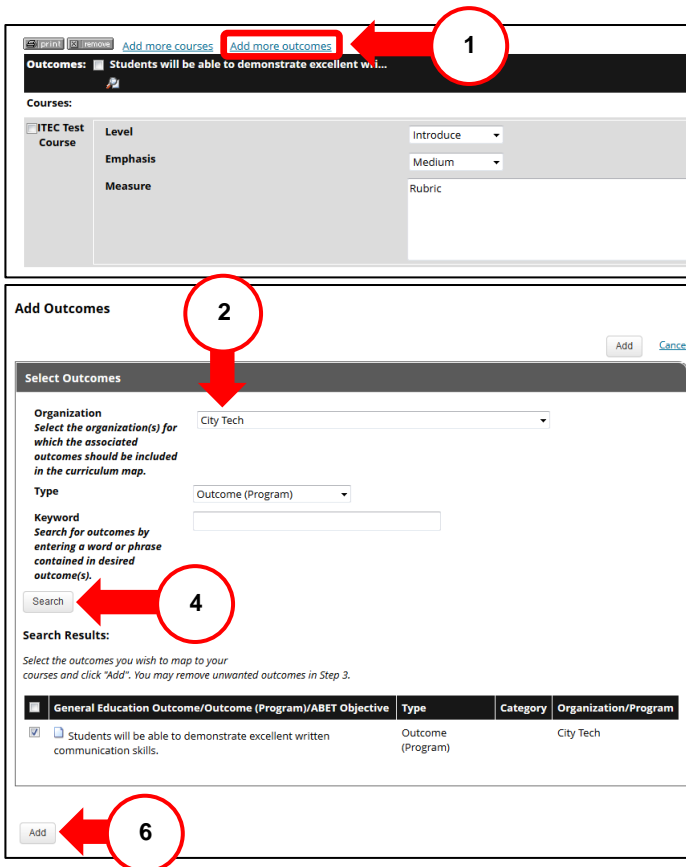 print remove Add more courses Add more outcomes 1
Outcomes: Students will be able to demonstrate excellent wri...
Courses:
ITEC Test Level Introduce
Course
Emphasis Medium
Measure Rubric
Add Outcomes 2
Add Cance
Select Outcomes
Organization City Tech
Select the organization(s) for
which the associated
outcomes should be included
in the curriculum map.
Type Outcome (Program)
Keyword
Search for outcomes by
entering a word or phrase
contained in desired
outcome(s).
Search 4
Search Results:
Select the outcomes you wish to map to your
courses and click "Add". You may remove unwanted outcomes in Step 3.
General Education Outcome/Outcome (Program)/ABET Objective Type Category Organization/Program
Students will be able to demonstrate excellent written Outcome City Tech
communication skills. (Program)
Add 6